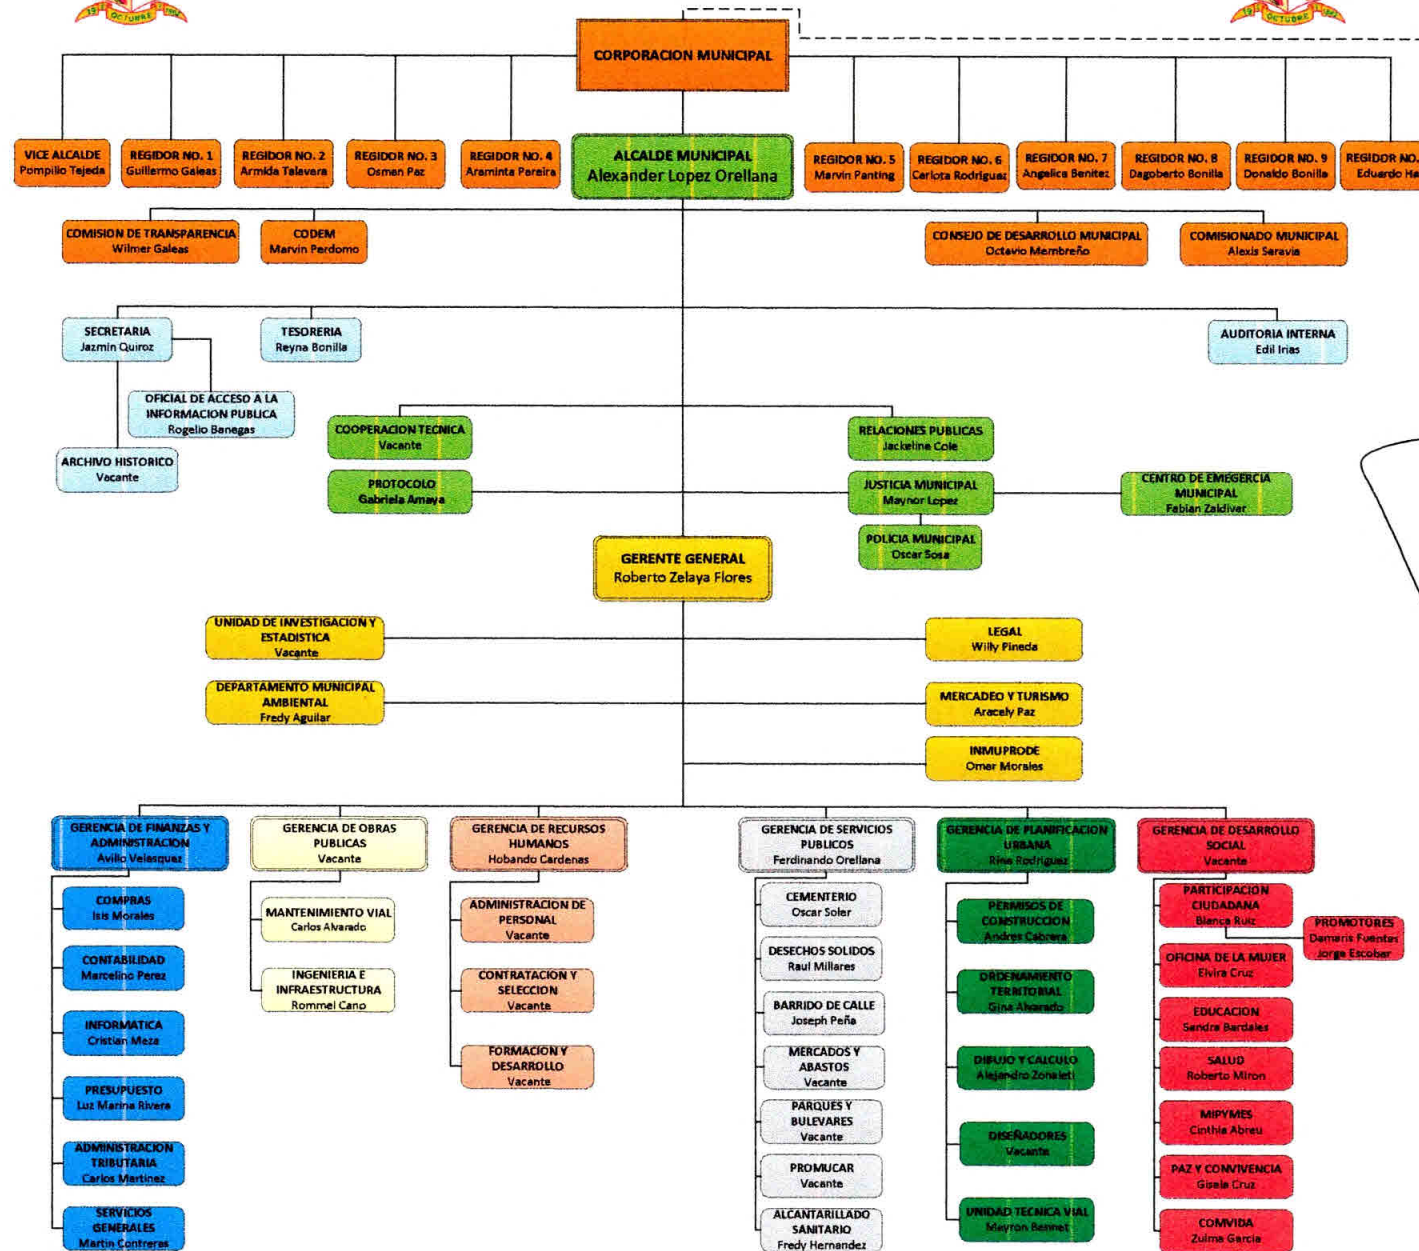 OCTUBRE
OCTUBRE
CORPORACION MUNICIPAL
VICE ALCALDE
Pompilio Tejeda
REGIDOR NO. 1
Guillermo Galeas
REGIDOR NO. 2
Armida Talavera
REGIDOR NO. 3
Osman Paz
REGIDOR NO. 4
Araminta Pereira
ALCALDE MUNICIPAL
Alexander Lopez Orellana
REGIDOR NO. 5
Marvin Panting
REGIDOR NO. 6
Carlota Rodriguez
REGIDOR NO. 7
Angelica Benitez
REGIDOR NO. 8
Dagoberto Bonilla
REGIDOR NO. 9
Donaldo Bonilla
REGIDOR NO.
Eduardo
COMISION DE TRANSPARENCIA
Wilmer Galeas
CODEM
Marvin Perdomo
CONSEJO DE DESARROLLO MUNICIPAL
Octavio Membreño
COMISIONADO MUNICIPAL
Alexis Saravia
SECRETARIA
Jazmin Quiroz
TESORERIA
Reyna Bonilla
AUDITORIA INTERNA
Edil Irias
OFICIAL DE ACCESO A LA
INFORMACION PUBLICA
Rogelio Banegas
ARCHIVO HISTORICO
Vacante
COOPERACION TECNICA
Vacante
RELACIONES PUBLICAS
Jackeline Cole
PROTOCOLO
Gabriela Amaya
JUSTICIA MUNICIPAL
Maynor Lopez
CENTRO DE EMEGERCIA
MUNICIPAL
Fabian Zaldivar
POLICIA MUNICIPAL
Oscar Sosa
GERENTE GENERAL
Roberto Zelaya Flores
UNIDAD DE INVESTIGACION Y
ESTADISTICA
Vacante
LEGAL
Willy Pineda
DEPARTAMENTO MUNICIPAL
AMBIENTAL
Fredy Aguilar
MERCADEO Y TURISMO
Aracely Paz
INMUPRODE
Omar Morales
GERENCIA DE FINANZAS Y
ADMINISTRACION
Avilio Velasquez
GERENCIA DE OBRAS
PUBLICAS
Vacante
GERENCIA DE RECURSOS
HUMANOS
Hobando Cardenas
GERENCIA DE SERVICIOS
PUBLICOS
Ferdinando Orellana
GERENCIA DE PLANIFICACION
URBANA
Rina Rodriguez
GERENCIA DE DESARROLLO
SOCIAL
Vacante
COMPRAS
Isis Morales
CONTABILIDAD
Marcelino Perez
INFORMATICA
Cristian Meza
PRESUPUESTO
Luz Marina Rivera
ADMINISTRACION
TRIBUTARIA
Carlos Martinez
SERVICIOS
GENERALES
Martin Contreras
MANTENIMIENTO VIAL
Carlos Alvarado
INGENIERIA E
INFRAESTRUCTURA
Rommel Cano
ADMINISTRACION DE
PERSONAL
Vacante
CONTRATACION Y
SELECCION
Vacante
FORMACION Y
DESARROLLO
Vacante
CEMENTERIO
Oscar Soler
DESECHOS SOLIDOS
Raul Millares
BARRIDO DE CALLE
Joseph Peña
MERCADOS Y
ABASTOS
Vacante
PARQUES Y
BULEVARES
Vacante
PROMUCAR
Vacante
ALCANTARILLADO
SANITARIO
Fredy Hernandez
PERMISOS DE
CONSTRUCCION
Andres Cabrera
ORDENAMIENTO
TERRITORIAL
Gina Alvarado
DIBUJO Y CALCULO
Alejandro Zonaleti
DISEÑADORES
Vacante
UNIDAD TECNICA VIAL
Mayron Bennet
PARTICIPACION
CIUDADANA
Blanca Ruiz
PROMOTORES
Damaris Fuentes
Jorge Escobar
OFICINA DE LA MUJER
Elvira Cruz
EDUCACION
Sandra Bardales
SALUD
Roberto Miron
MIPYMES
Cinthia Abreu
PAZ Y CONVIVENCIA
Gisela Cruz
COMVIDA
Zulma Garcia